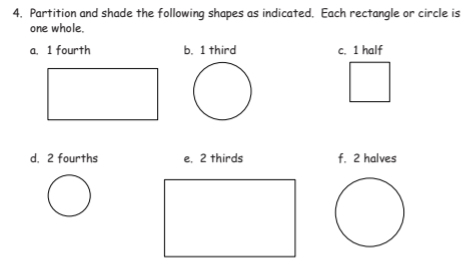 4. Partition and shade the following shapes as indicated. Each rectangle or circle is
one whole.
a. 1 fourth
b. 1 third
c. 1 half
d. 2 fourths
e. 2 thirds
f. 2 halves